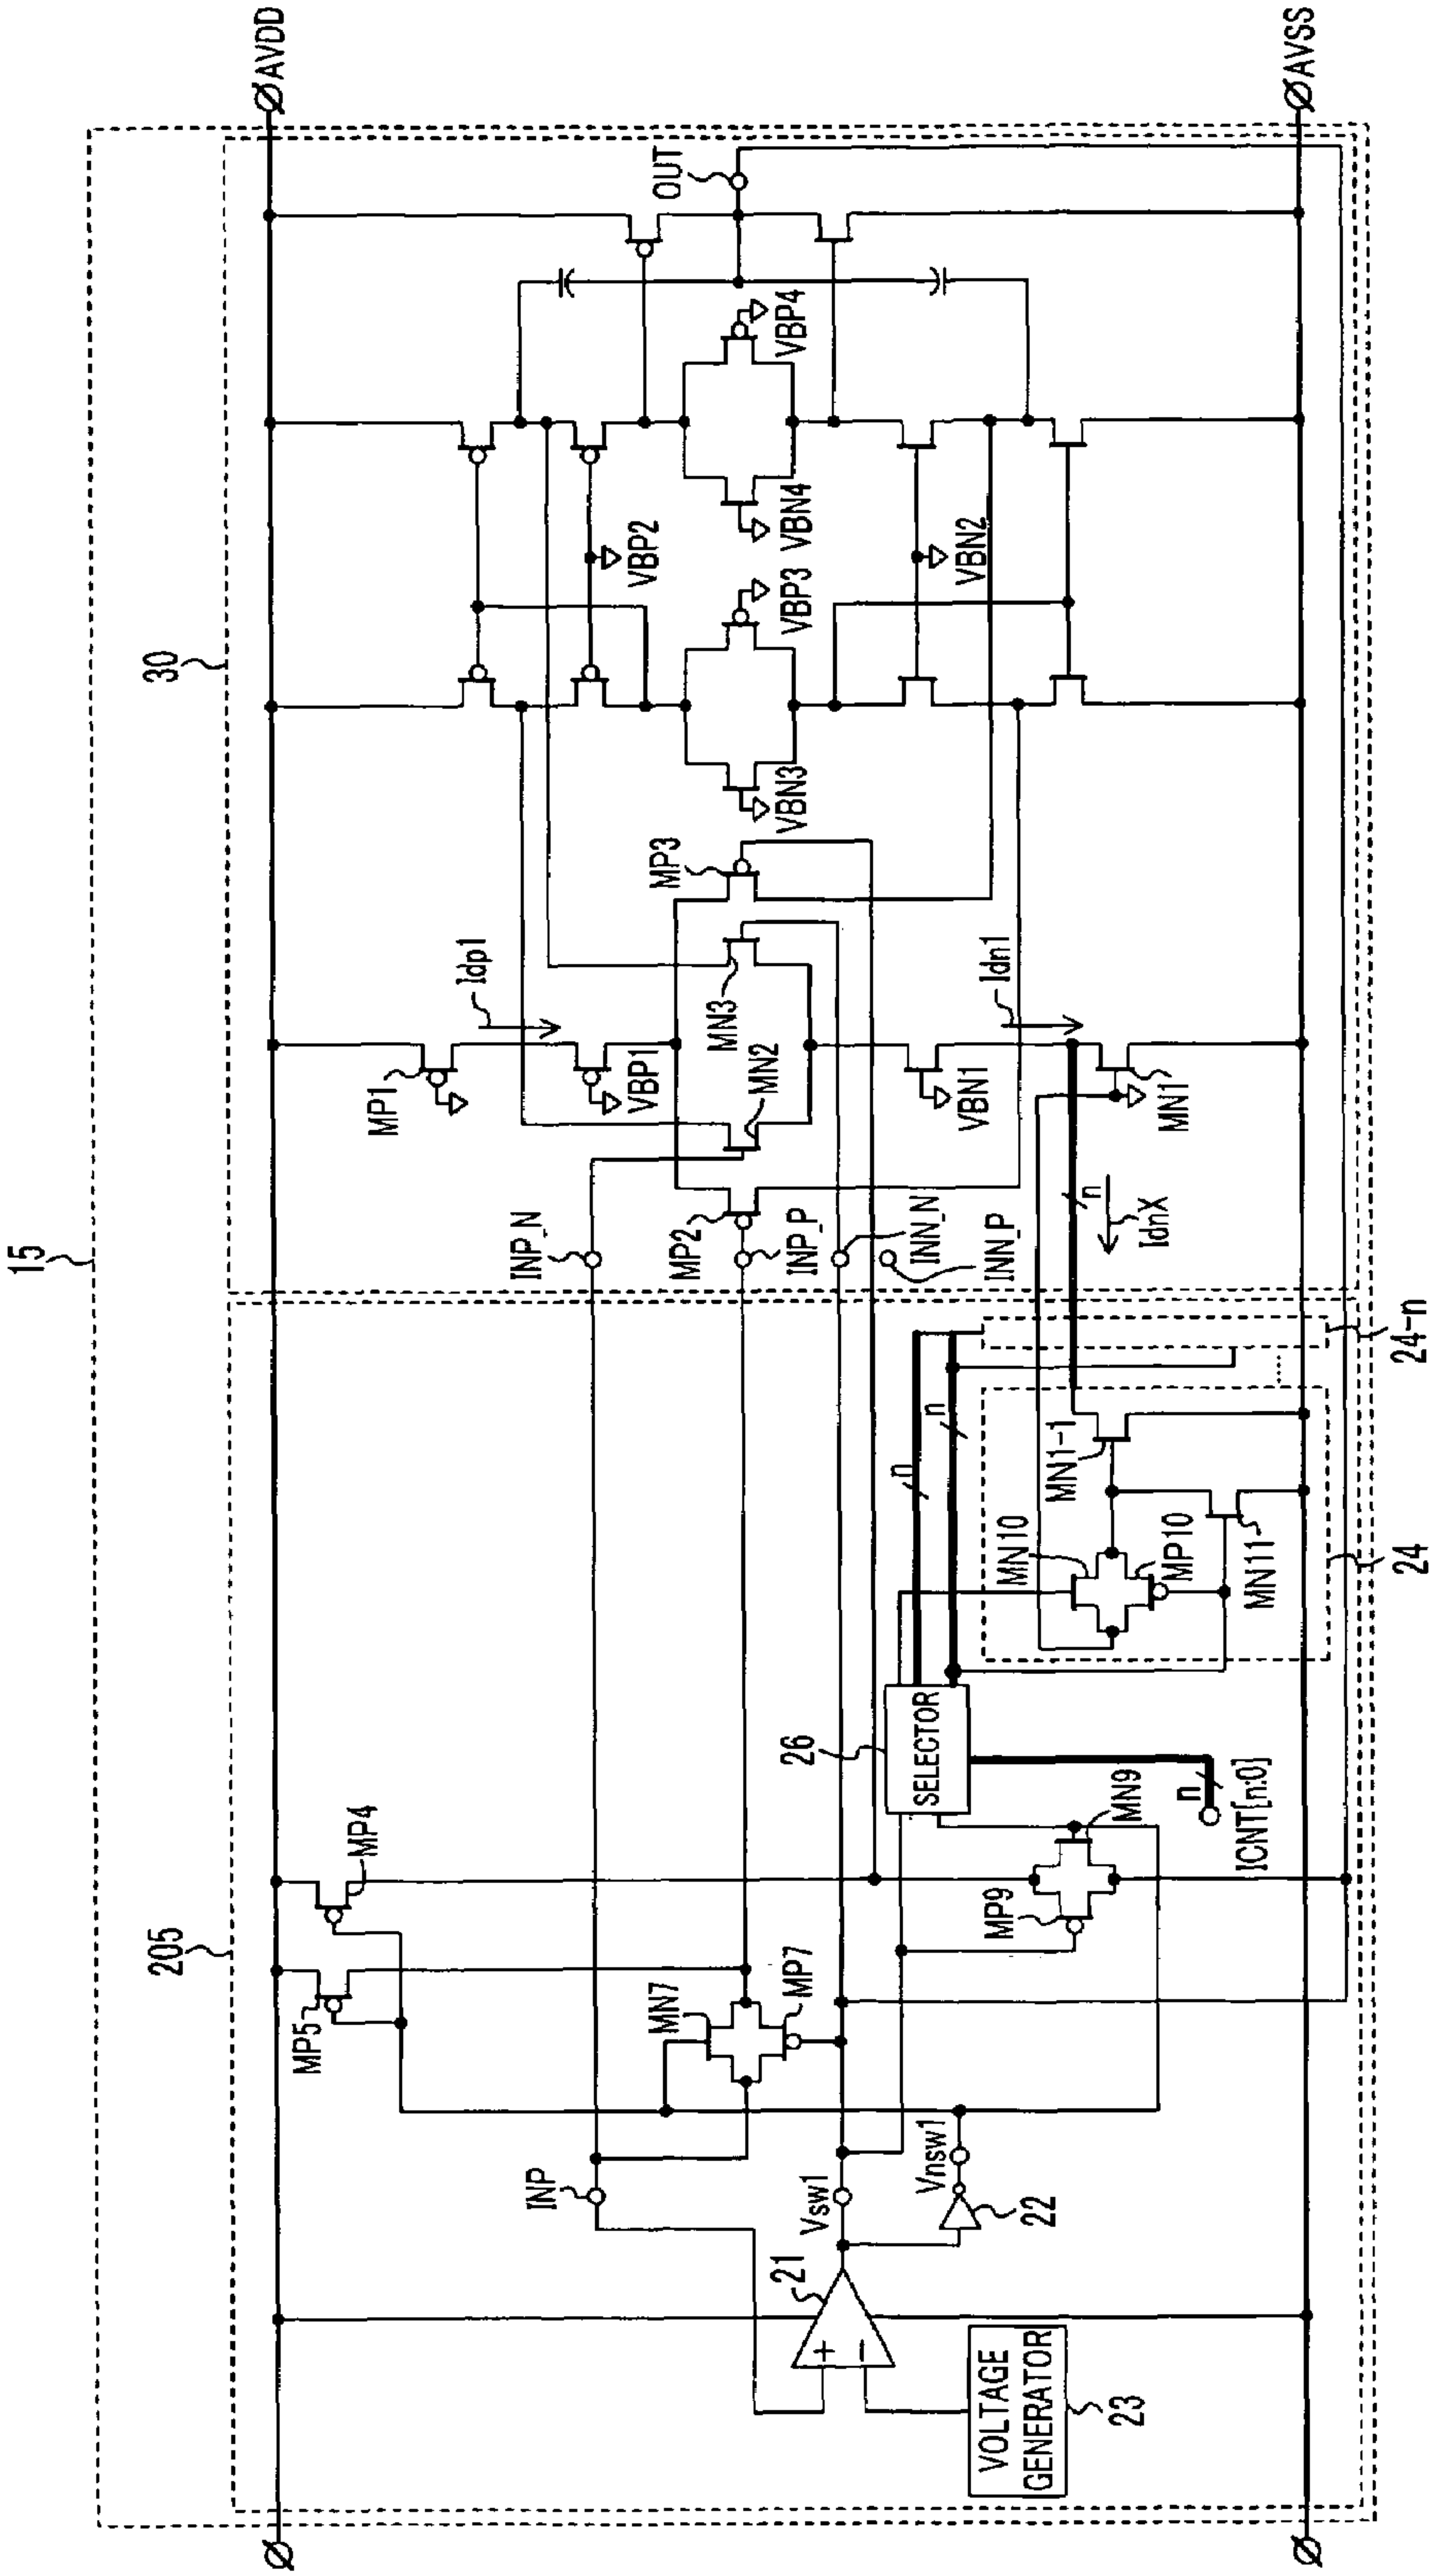 15
30
205
AVDD
AVSS
OUT
MP1
Idp1
VBP1
VBP2
VBN3
VBP3
VBN4
VBP4
VBN2
VBN1
MP2
MP3
MN2
MN3
MN1
Idn1
IdnX
n
INP_N
INP_P
INN_N
INN_P
MP4
MP5
MN7
MP7
MP9
MN9
INP
Vsw1
Vnsw1
21
22
VOLTAGE
GENERATOR
23
SELECTOR
26
n
n
n
ICNT[n:0]
MN10
MP10
MN11
MN1-1
24
24-n